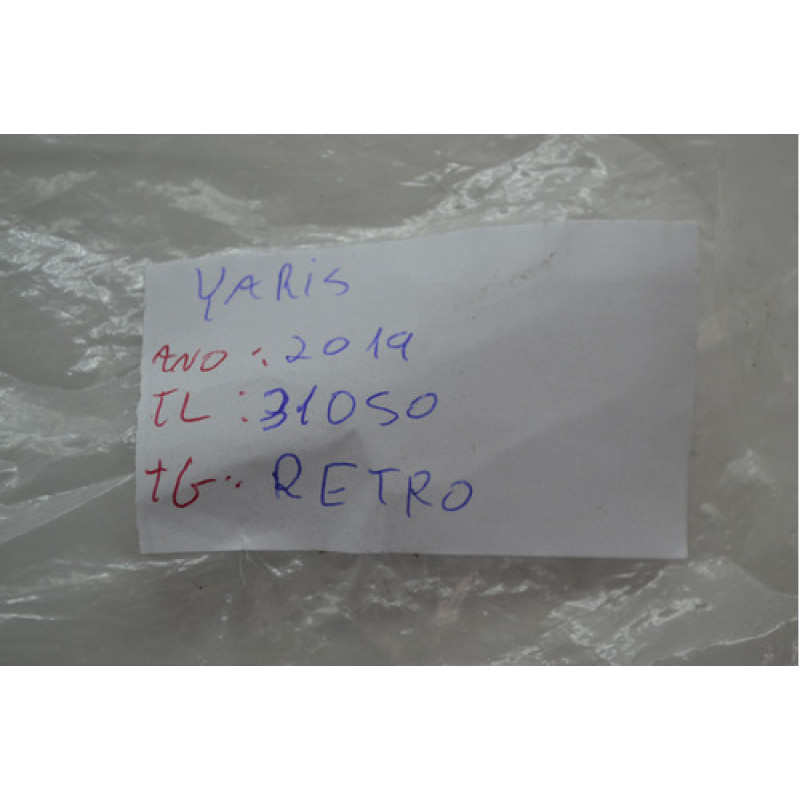 YARIS
ANO: 2019
TL: 31050
TG: RETRO